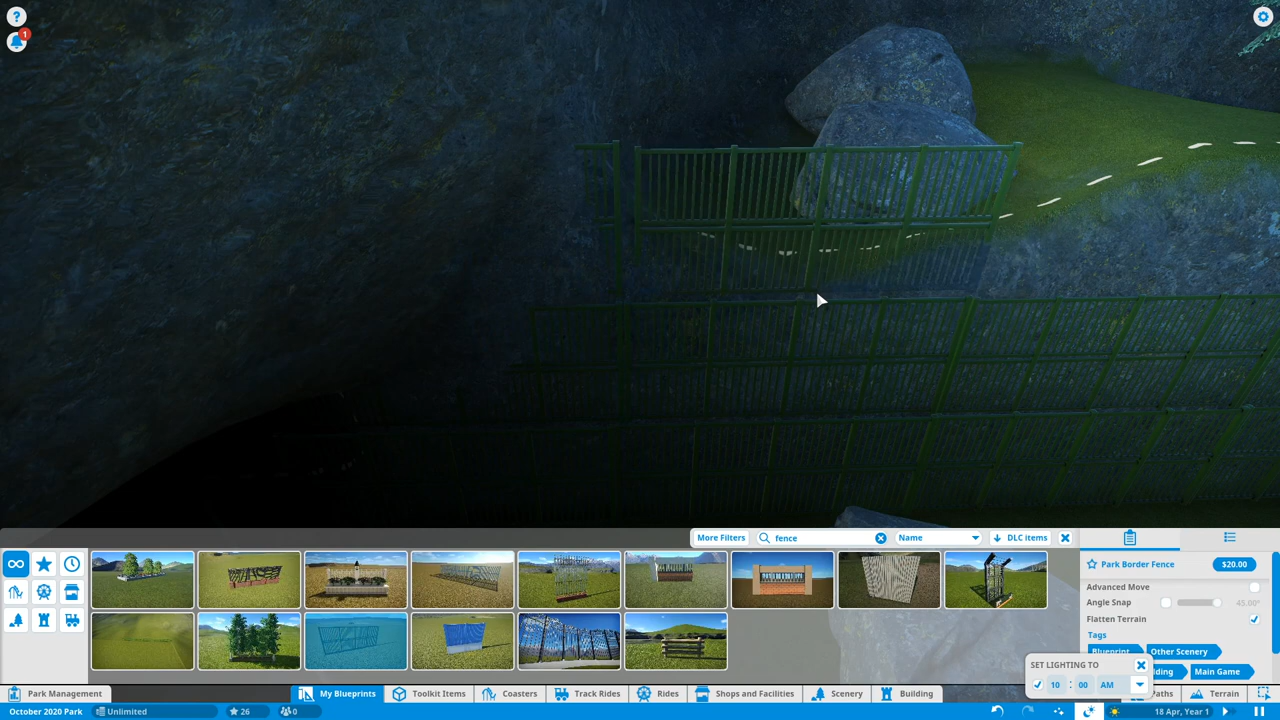 ?
1
More Filters
fence
Name
DLC items
Park Border Fence
$20.00
Advanced Move
Angle Snap
45.00°
Flatten Terrain
Tags
Blueprint
Other Scenery
Main Game
SET LIGHTING TO
10 : 00 AM
Park Management
My Blueprints
Toolkit Items
Coasters
Track Rides
Rides
Shops and Facilities
Scenery
Building
Paths
Terrain
October 2020 Park
Unlimited
26
0
18 Apr, Year 1